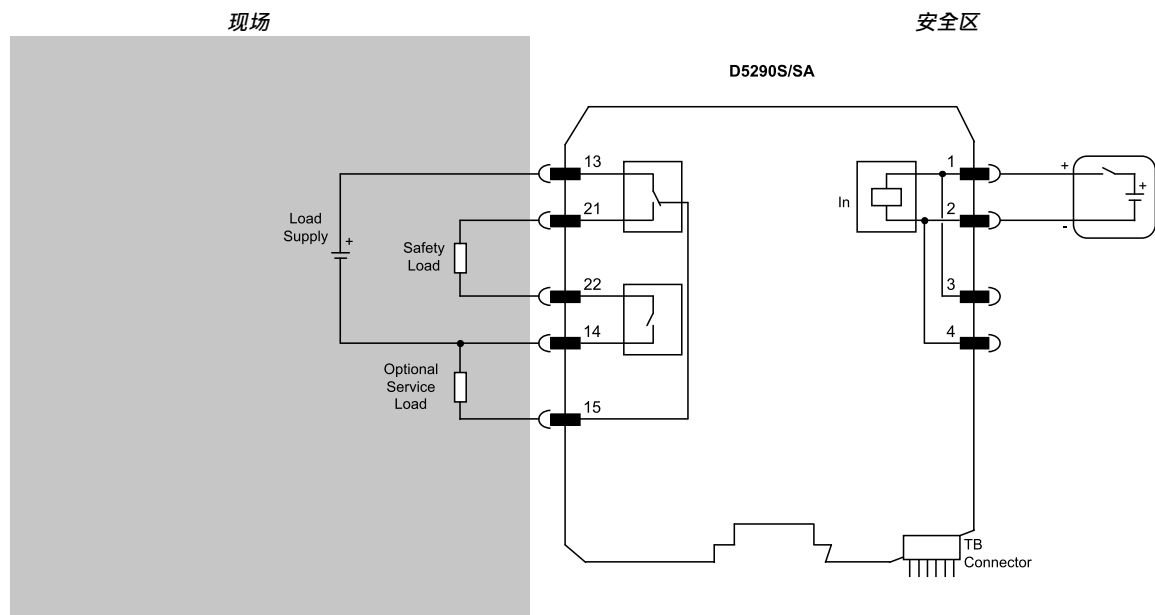 现场
安全区
D5290S/SA
13
21
22
14
15
1
2
3
4
In
+
-
+
Load
Supply
+
Safety
Load
Optional
Service
Load
TB
Connector